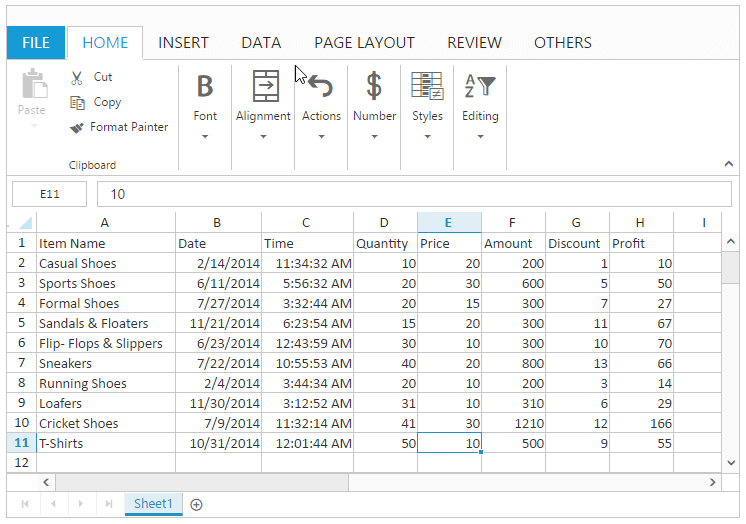 FILE HOME INSERT DATA PAGE LAYOUT REVIEW OTHERS
Paste
Cut
Copy
Format Painter
Clipboard
B
Font
Alignment
Actions
$
Number
Styles
A
Z
Editing
E11 10
A B C D E F G H I
1 Item Name Date Time Quantity Price Amount Discount Profit
2 Casual Shoes 2/14/2014 11:34:32 AM 10 20 200 1 10
3 Sports Shoes 6/11/2014 5:56:32 AM 20 30 600 5 50
4 Formal Shoes 7/27/2014 3:32:44 AM 20 15 300 7 27
5 Sandals & Floaters 11/21/2014 6:23:54 AM 15 20 300 11 67
6 Flip- Flops & Slippers 6/23/2014 12:43:59 AM 30 10 300 10 70
7 Sneakers 7/22/2014 10:55:53 AM 40 20 800 13 66
8 Running Shoes 2/4/2014 3:44:34 AM 20 10 200 3 14
9 Loafers 11/30/2014 3:12:52 AM 31 10 310 6 29
10 Cricket Shoes 7/9/2014 11:32:14 AM 41 30 1210 12 166
11 T-Shirts 10/31/2014 12:01:44 AM 50 10 500 9 55
12
Sheet1